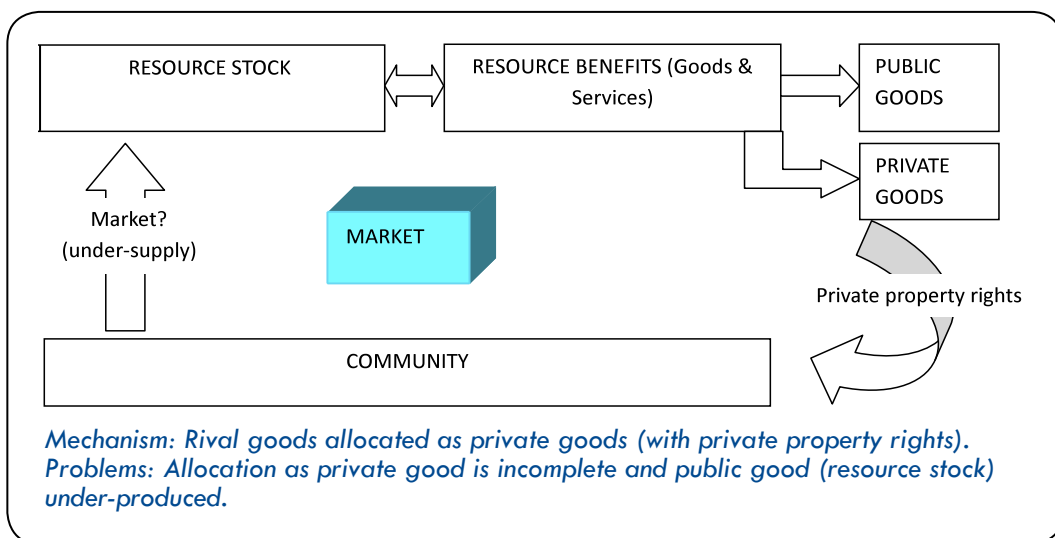 RESOURCE STOCK
RESOURCE BENEFITS (Goods &
Services)
PUBLIC
GOODS
PRIVATE
GOODS
Market?
(under-supply)
MARKET
Private property rights
COMMUNITY
Mechanism: Rival goods allocated as private goods (with private property rights).
Problems: Allocation as private good is incomplete and public good (resource stock)
under-produced.